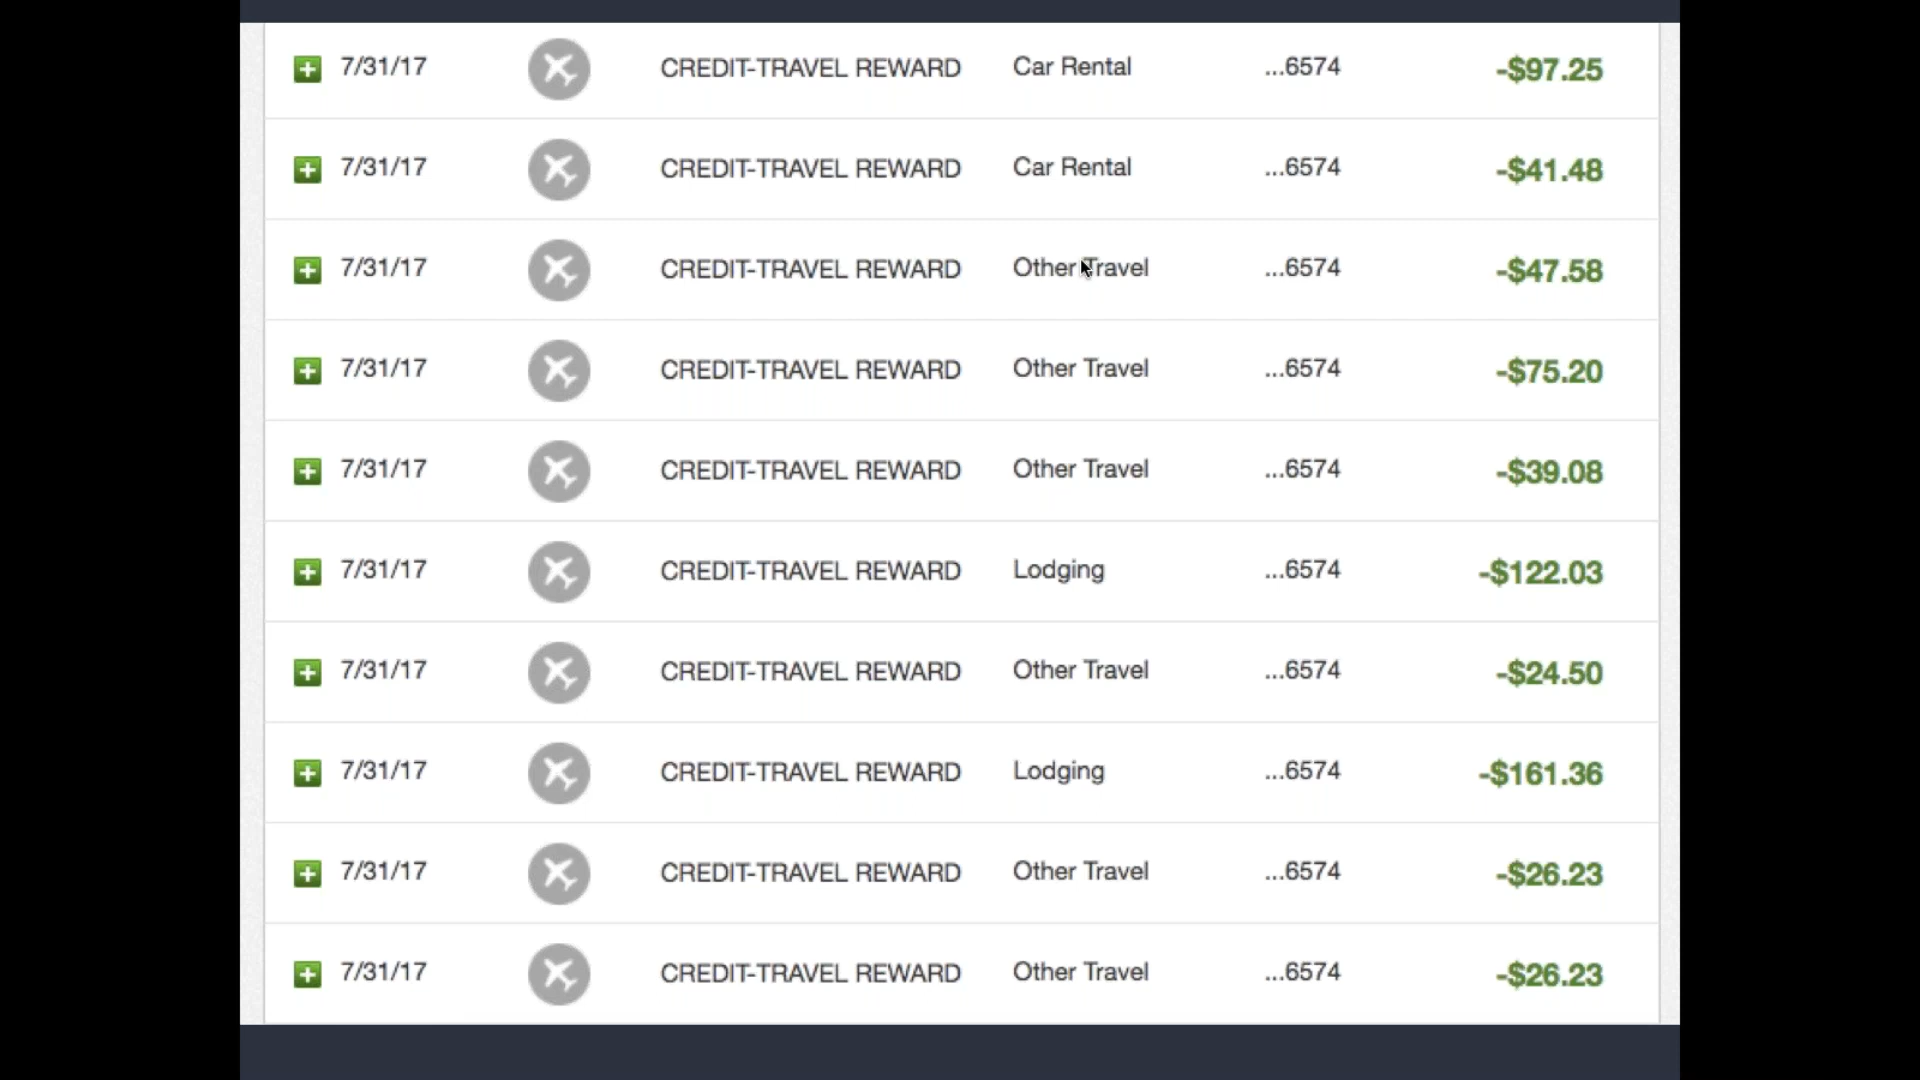 7/31/17 CREDIT-TRAVEL REWARD Car Rental ...6574 -$97.25
7/31/17 CREDIT-TRAVEL REWARD Car Rental ...6574 -$41.48
7/31/17 CREDIT-TRAVEL REWARD Other Travel ...6574 -$47.58
7/31/17 CREDIT-TRAVEL REWARD Other Travel ...6574 -$75.20
7/31/17 CREDIT-TRAVEL REWARD Other Travel ...6574 -$39.08
7/31/17 CREDIT-TRAVEL REWARD Lodging ...6574 -$122.03
7/31/17 CREDIT-TRAVEL REWARD Other Travel ...6574 -$24.50
7/31/17 CREDIT-TRAVEL REWARD Lodging ...6574 -$161.36
7/31/17 CREDIT-TRAVEL REWARD Other Travel ...6574 -$26.23
7/31/17 CREDIT-TRAVEL REWARD Other Travel ...6574 -$26.23